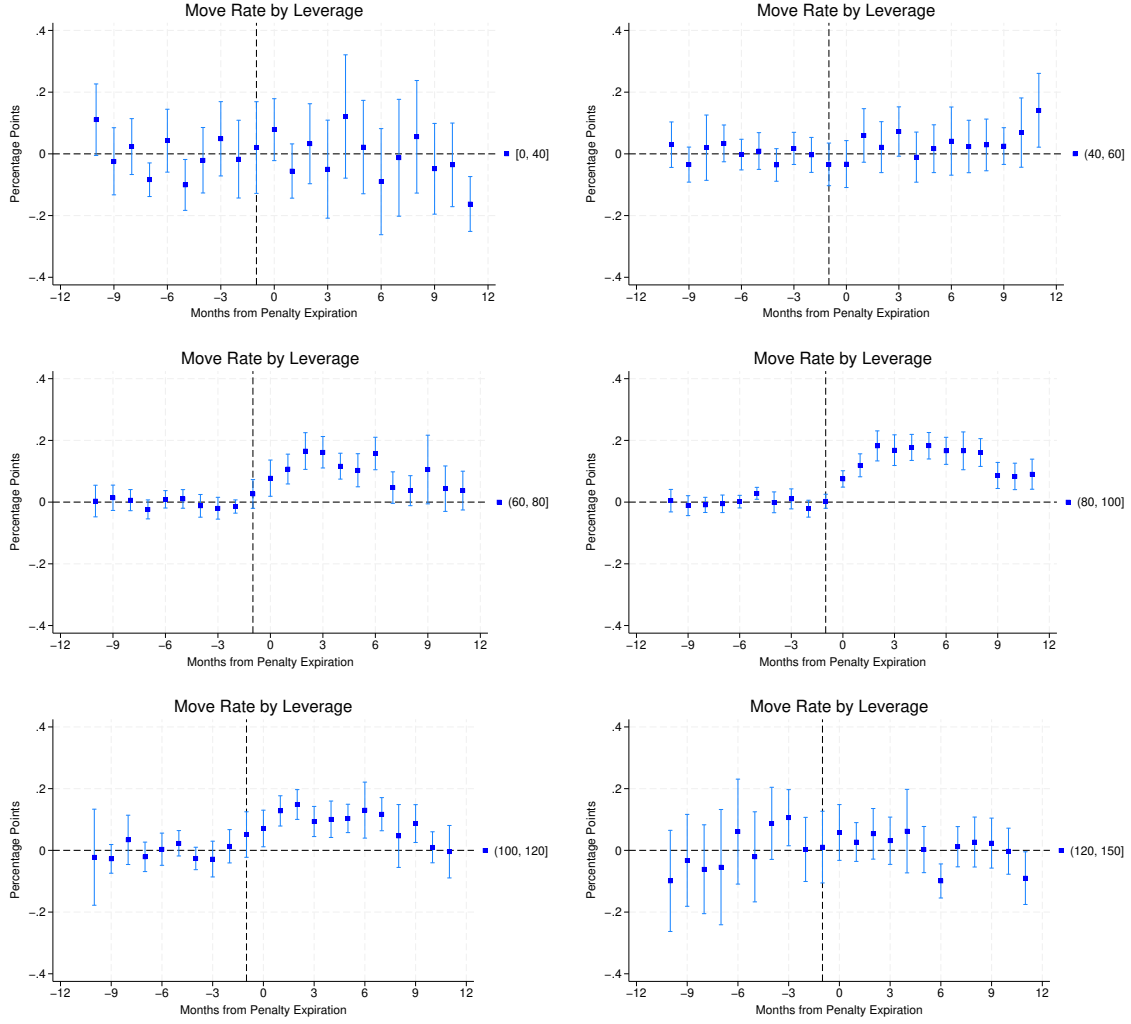 Move Rate by Leverage
.4
.2
0
−.2
−.4
Percentage Points
−12 −9 −6 −3 0 3 6 9 12
Months from Penalty Expiration
[0, 40]
Move Rate by Leverage
.4
.2
0
−.2
−.4
Percentage Points
−12 −9 −6 −3 0 3 6 9 12
Months from Penalty Expiration
(40, 60]
Move Rate by Leverage
.4
.2
0
−.2
−.4
Percentage Points
−12 −9 −6 −3 0 3 6 9 12
Months from Penalty Expiration
(60, 80]
Move Rate by Leverage
.4
.2
0
−.2
−.4
Percentage Points
−12 −9 −6 −3 0 3 6 9 12
Months from Penalty Expiration
(80, 100]
Move Rate by Leverage
.4
.2
0
−.2
−.4
Percentage Points
−12 −9 −6 −3 0 3 6 9 12
Months from Penalty Expiration
(100, 120]
Move Rate by Leverage
.4
.2
0
−.2
−.4
Percentage Points
−12 −9 −6 −3 0 3 6 9 12
Months from Penalty Expiration
(120, 150]